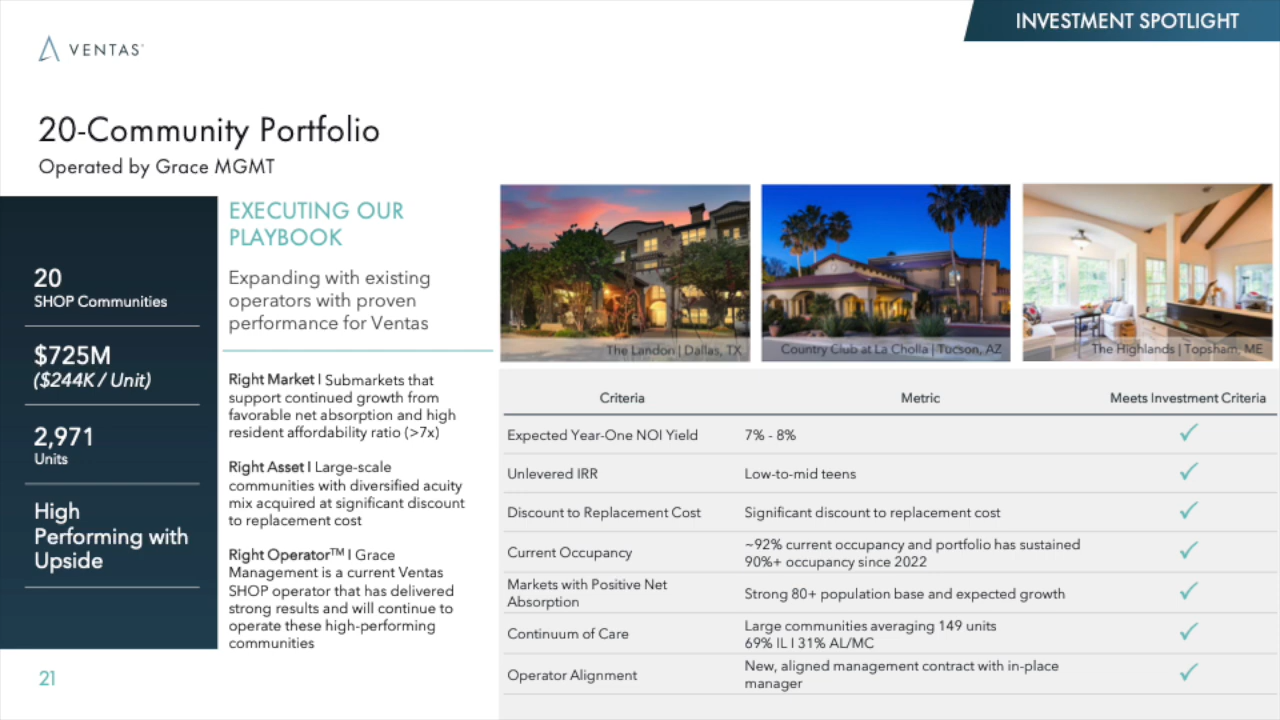 INVESTMENT SPOTLIGHT
VENTAS
20-Community Portfolio
Operated by Grace MGMT
20
SHOP Communities
$725M
($244K / Unit)
2,971
Units
High
Performing with
Upside
EXECUTING OUR
PLAYBOOK
Expanding with existing
operators with proven
performance for Ventas
Right Market | Submarkets that
support continued growth from
favorable net absorption and high
resident affordability ratio (>7x)
Right Asset | Large-scale
communities with diversified acuity
mix acquired at significant discount
to replacement cost
Right Operator™ | Grace
Management is a current Ventas
SHOP operator that has delivered
strong results and will continue to
operate these high-performing
communities
The Landon | Dallas, TX
Country Club at La Cholla | Tucson, AZ
The Highlands | Topsham, ME
Criteria Metric Meets Investment Criteria
Expected Year-One NOI Yield 7% - 8% ✓
Unlevered IRR Low-to-mid teens ✓
Discount to Replacement Cost Significant discount to replacement cost ✓
Current Occupancy ~92% current occupancy and portfolio has sustained
90%+ occupancy since 2022 ✓
Markets with Positive Net
Absorption Strong 80+ population base and expected growth ✓
Continuum of Care Large communities averaging 149 units
69% IL | 31% AL/MC ✓
Operator Alignment New, aligned management contract with in-place
manager ✓
21